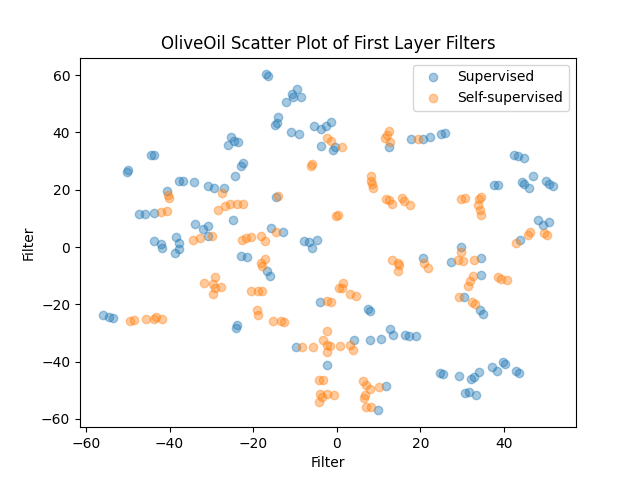 OliveOil Scatter Plot of First Layer Filters
Supervised
Self-supervised
60
40
20
0
−20
−40
−60
Filter
−60 −40 −20 0 20 40
Filter